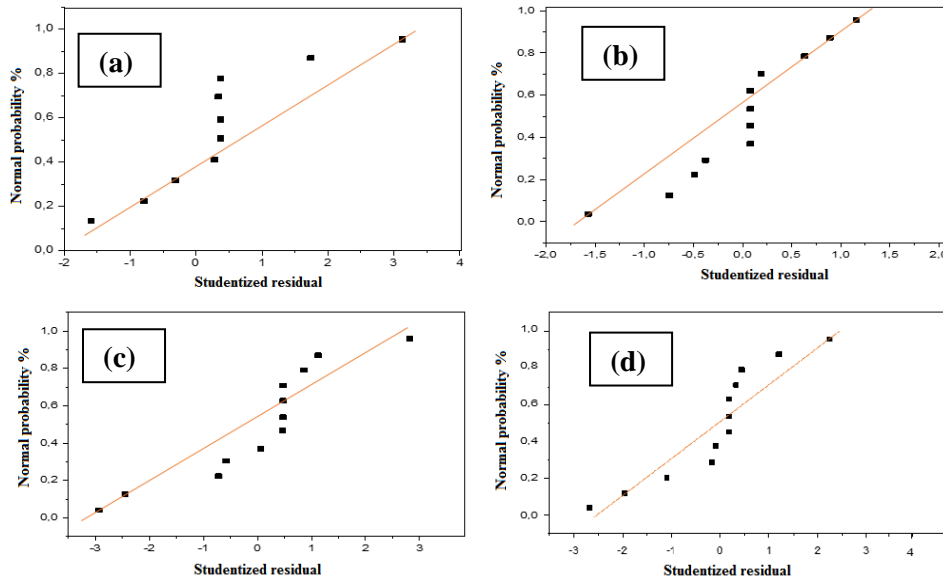 (a)
Normal probability %
1,0
0,8
0,6
0,4
0,2
0,0
-2 -1 0 1 2 3 4
Studentized residual
(b)
Normal probability %
1,0
0,8
0,6
0,4
0,2
0,0
-2,0 -1,5 -1,0 -0,5 0,0 0,5 1,0 1,5 2,0
Studentized residual
(c)
Normal probability %
1,0
0,8
0,6
0,4
0,2
0,0
-3 -2 -1 0 1 2 3
Studentized residual
(d)
Normal probability %
1,0
0,8
0,6
0,4
0,2
0,0
-3 -2 -1 0 1 2 3 4
Studentized residual